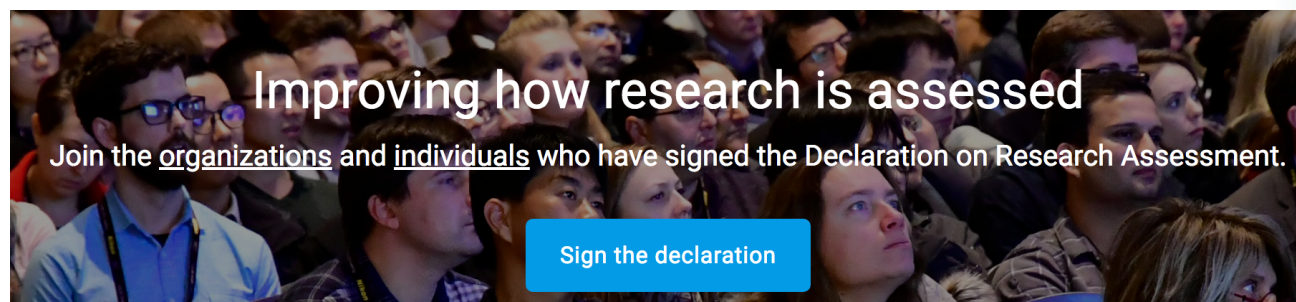 Improving how research is assessed
Join the organizations and individuals who have signed the Declaration on Research Assessment.
Sign the declaration